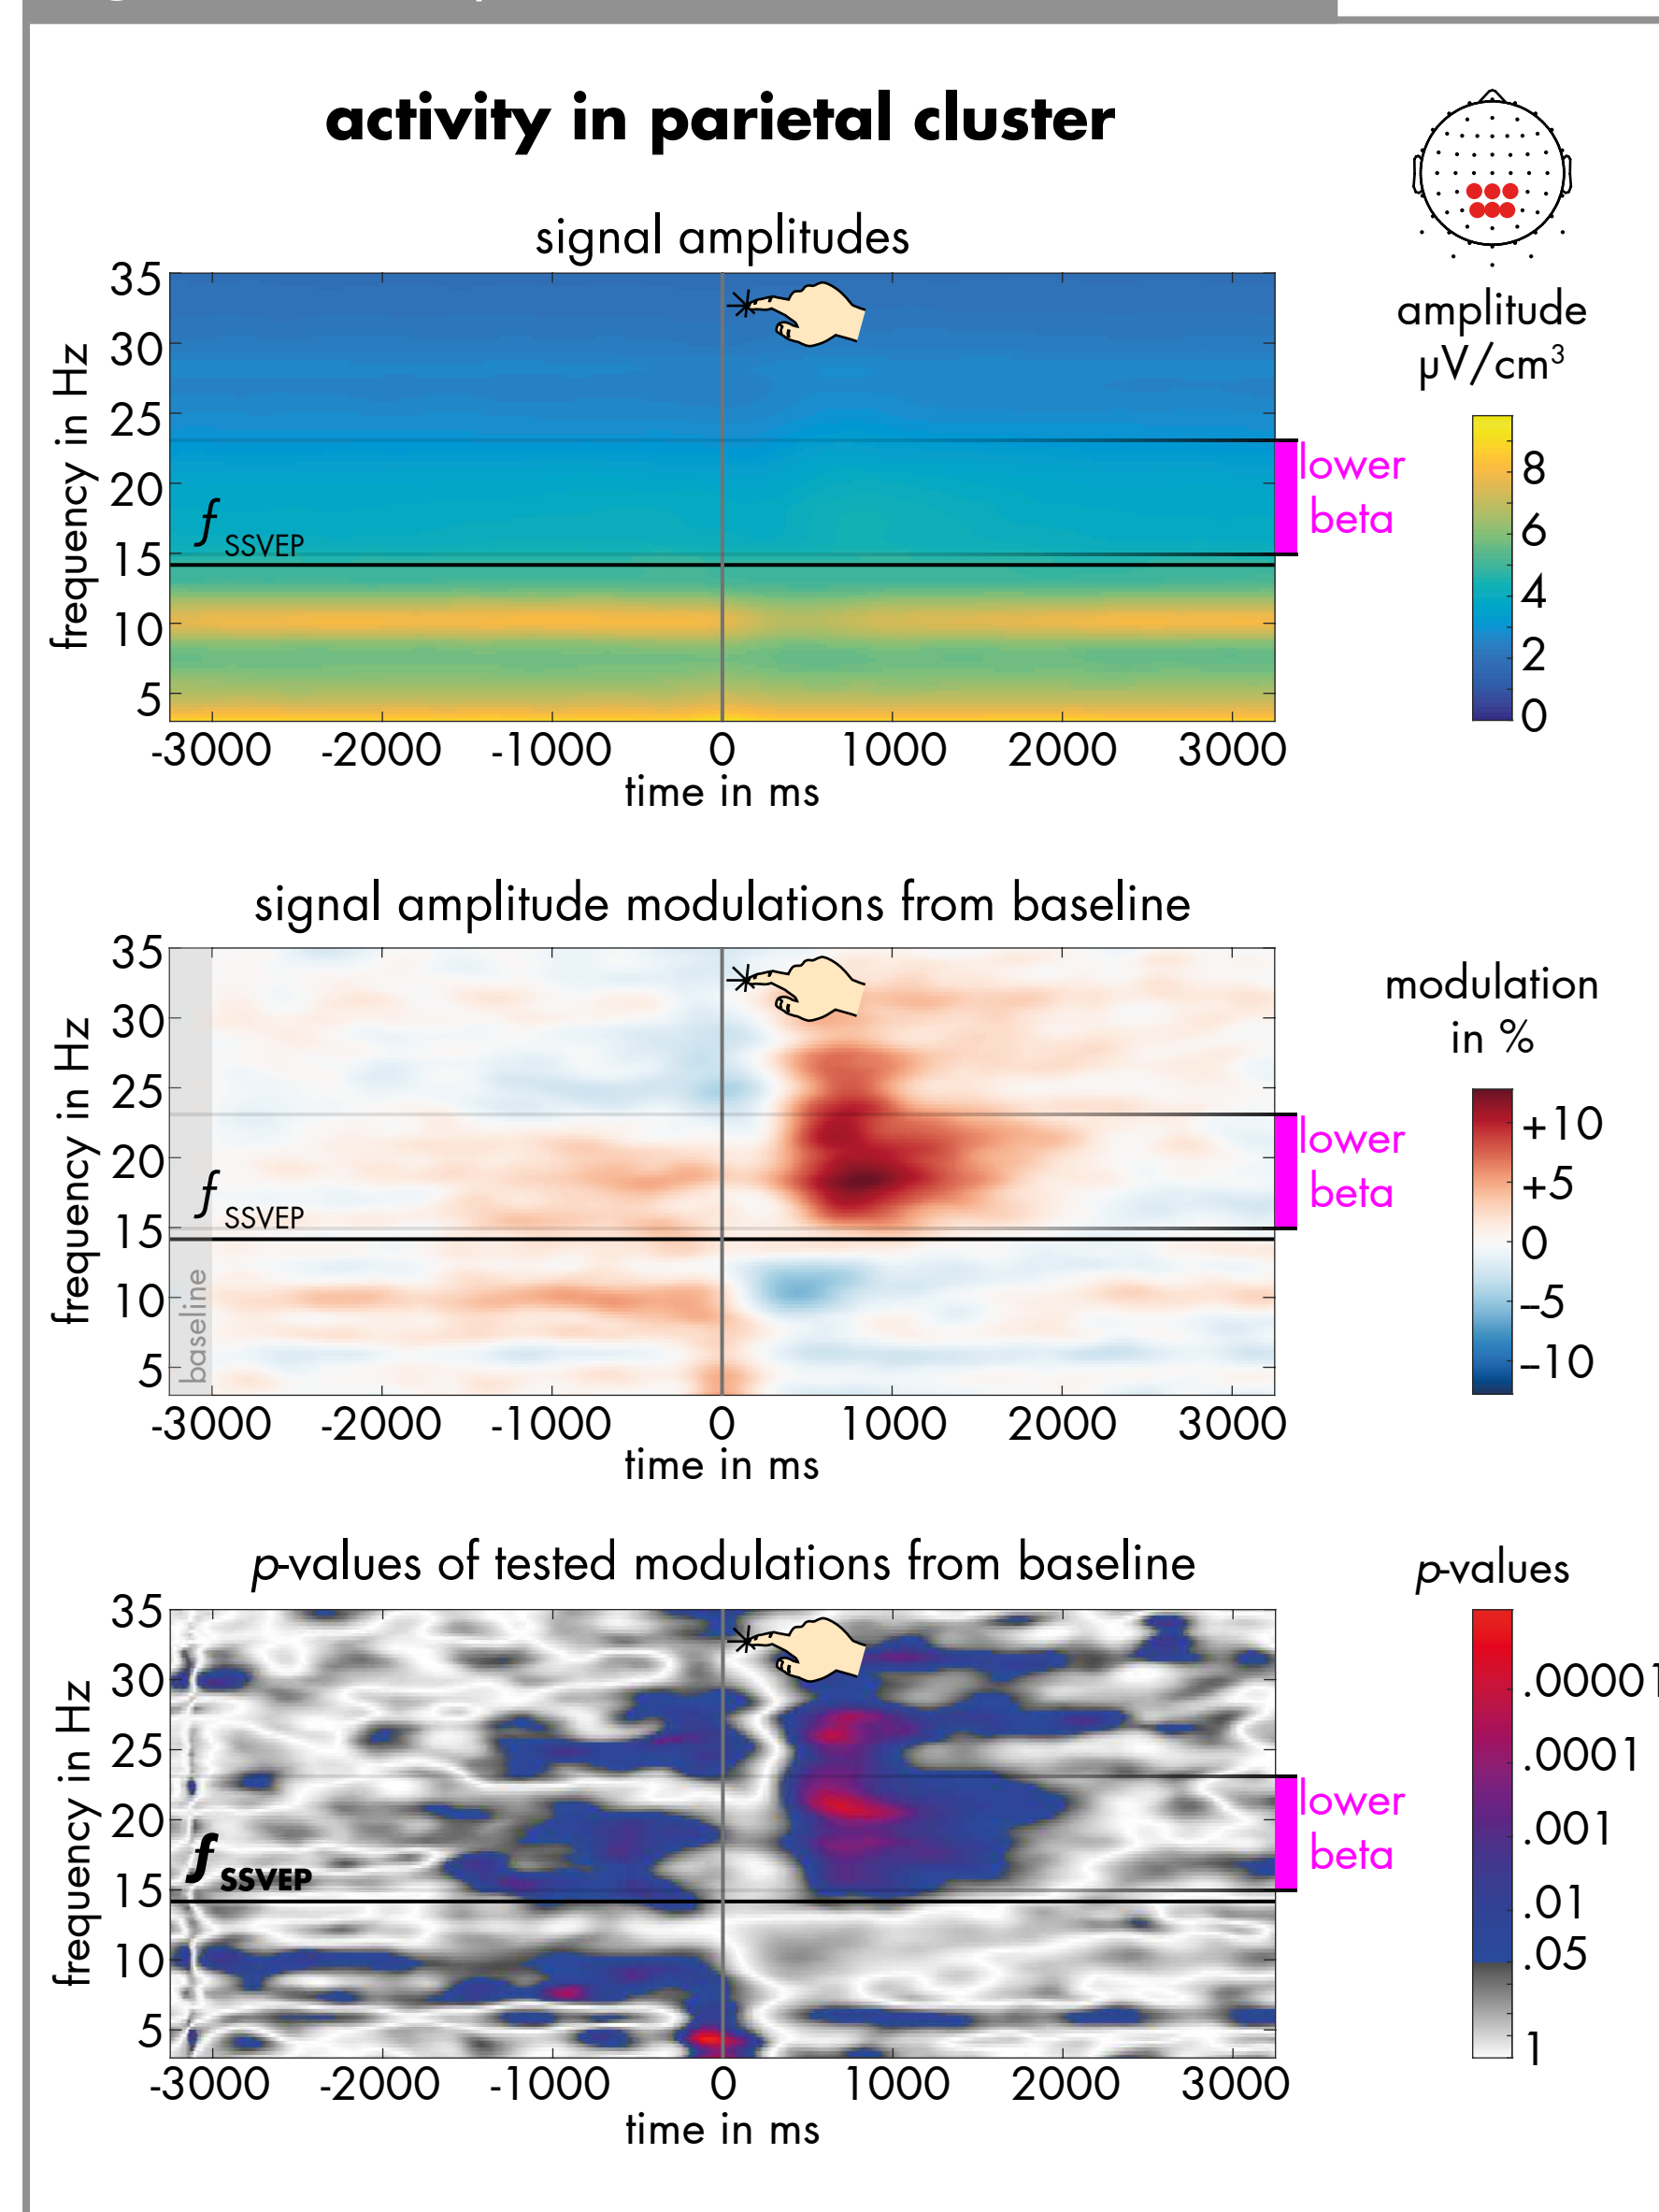 activity in parietal cluster
signal amplitudes
35
30
25
20
15
10
5
frequency in Hz
f SSVEP
-3000 -2000 -1000 0 1000 2000 3000
time in ms
lower
beta
amplitude
µV/cm³
8
6
4
2
0
signal amplitude modulations from baseline
35
30
25
20
15
10
5
frequency in Hz
f SSVEP
baseline
-3000 -2000 -1000 0 1000 2000 3000
time in ms
lower
beta
modulation
in %
+10
+5
0
–5
–10
p-values of tested modulations from baseline
35
30
25
20
15
10
5
frequency in Hz
f SSVEP
-3000 -2000 -1000 0 1000 2000 3000
time in ms
lower
beta
p-values
.00001
.0001
.001
.01
.05
1